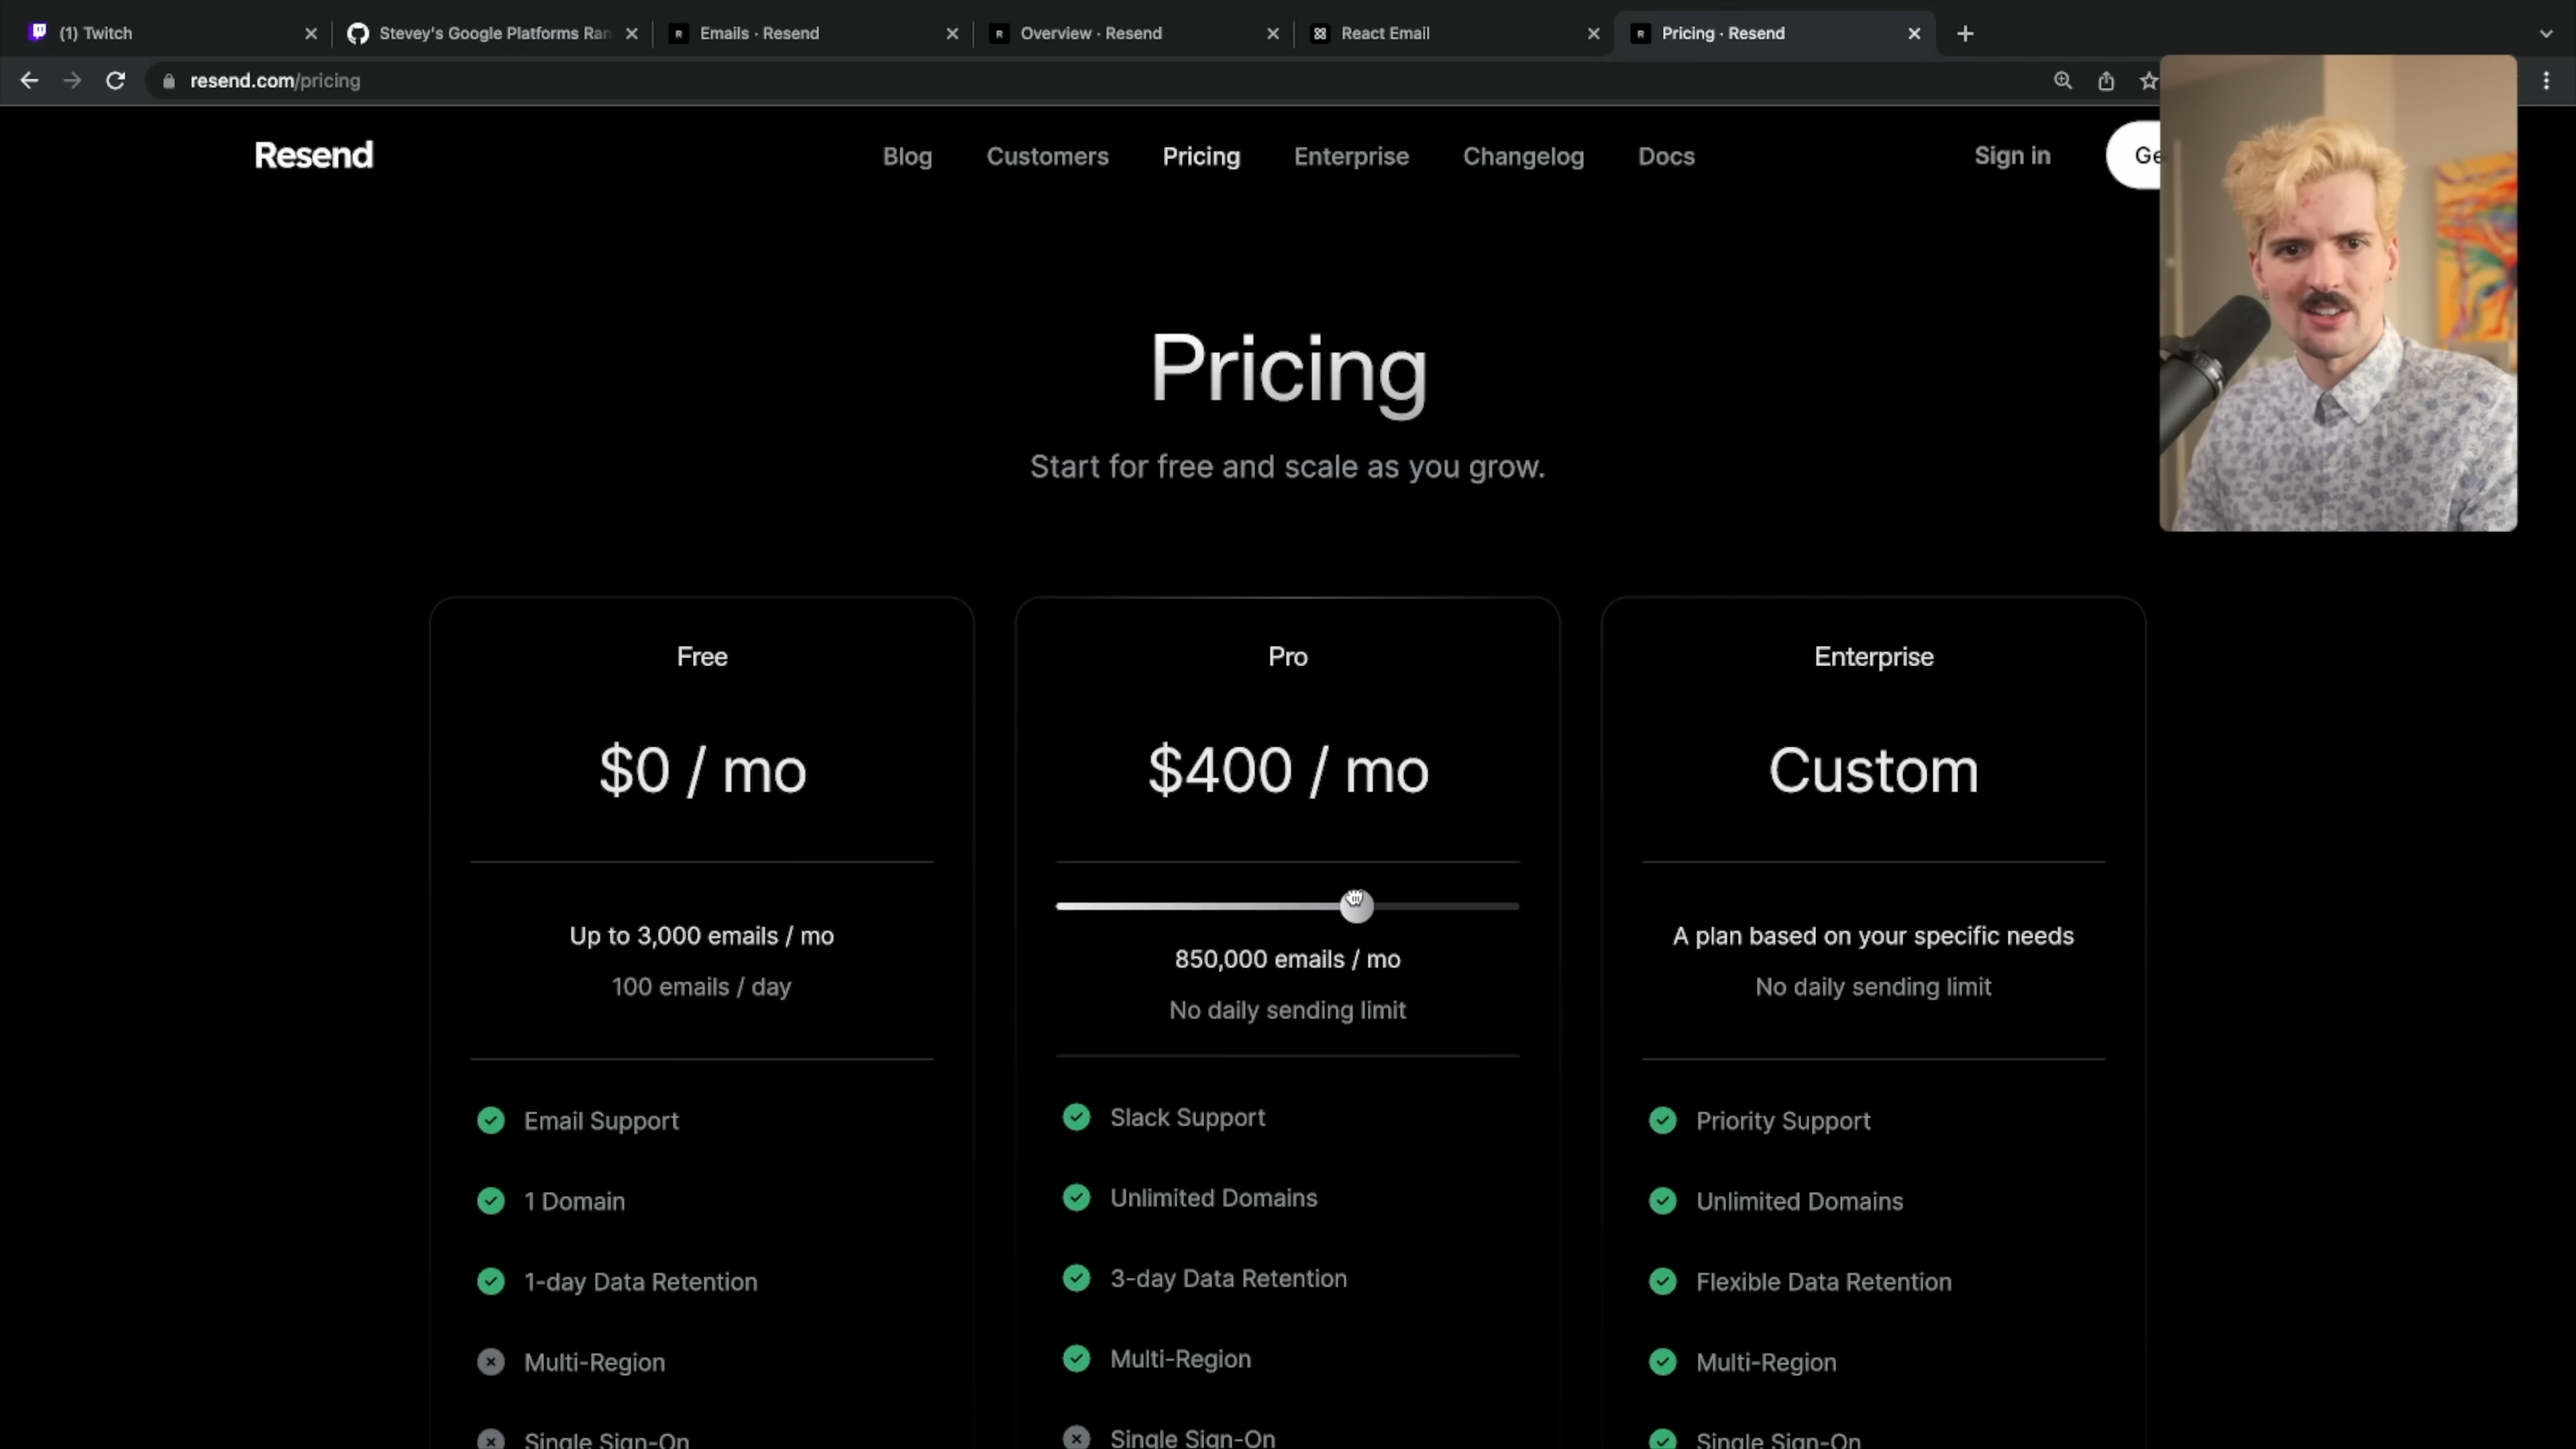 (1) Twitch
Stevey's Google Platforms Ran
Emails · Resend
Overview · Resend
React Email
Pricing · Resend
resend.com/pricing
Resend
Blog
Customers
Pricing
Enterprise
Changelog
Docs
Sign in
Ge
Pricing
Start for free and scale as you grow.
Free
$0 / mo
Up to 3,000 emails / mo
100 emails / day
Email Support
1 Domain
1-day Data Retention
Multi-Region
Single Sign-On
Pro
$400 / mo
850,000 emails / mo
No daily sending limit
Slack Support
Unlimited Domains
3-day Data Retention
Multi-Region
Single Sign-On
Enterprise
Custom
A plan based on your specific needs
No daily sending limit
Priority Support
Unlimited Domains
Flexible Data Retention
Multi-Region
Single Sign-On